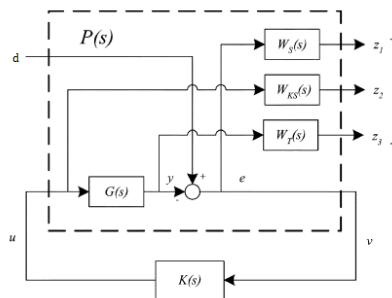 P(s)
W_S(s)
z_1
d
W_KS(s)
z_2
W_T(s)
z_3
y
+
-
e
G(s)
u
v
K(s)